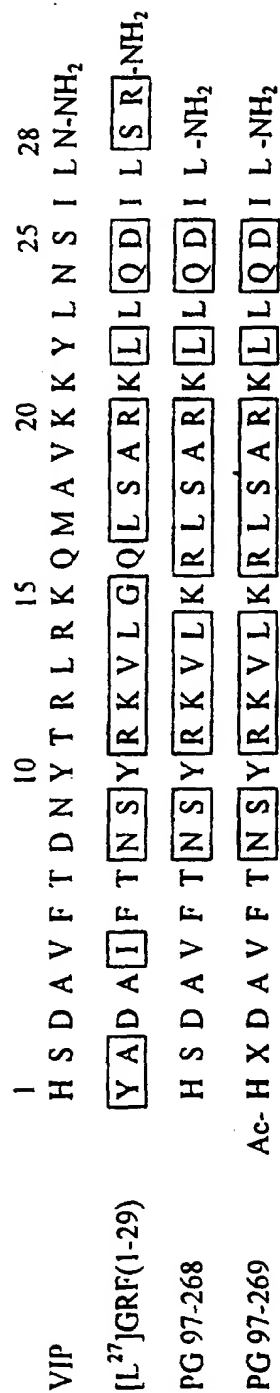 1 10 15 20 25 28
VIP H S D A V F T D N Y T R L R K Q M A V K K Y L N S I L N-NH₂
[L²⁷]GRF(1-29) Y A D A I F T N S Y R K V L G Q L S A R K L L Q D I L S R-NH₂
PG 97-268 H S D A V F T N S Y R K V L K R L S A R K L L Q D I L -NH₂
PG 97-269 Ac- H X D A V F T N S Y R K V L K R L S A R K L L Q D I L -NH₂